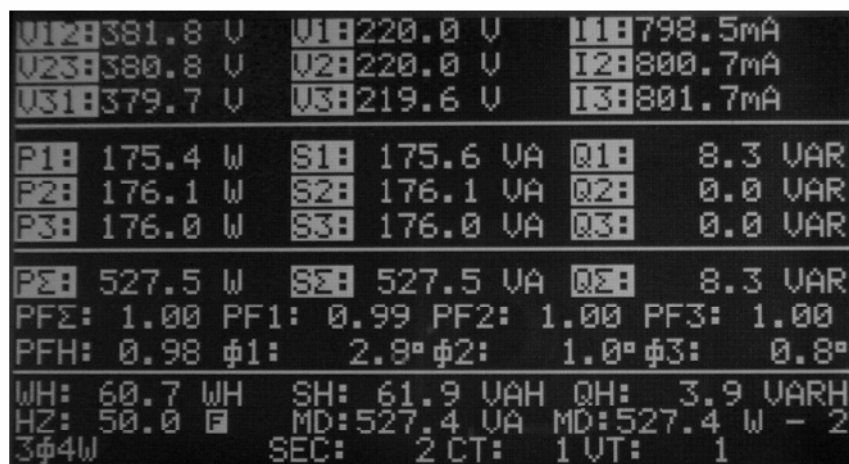 V12:381.8 V V1:220.0 V I1:798.5mA
V23:380.8 V V2:220.0 V I2:800.7mA
V31:379.7 V V3:219.6 V I3:801.7mA
P1: 175.4 W S1: 175.6 VA Q1: 8.3 VAR
P2: 176.1 W S2: 176.1 VA Q2: 0.0 VAR
P3: 176.0 W S3: 176.0 VA Q3: 0.0 VAR
PΣ: 527.5 W SΣ: 527.5 VA QΣ: 8.3 VAR
PFΣ: 1.00 PF1: 0.99 PF2: 1.00 PF3: 1.00
PFH: 0.98 ϕ1: 2.8° ϕ2: 1.0° ϕ3: 0.8°
WH: 60.7 WH SH: 61.9 VAH QH: 3.9 VARH
HZ: 50.0 F MD:527.4 VA MD:527.4 W - 2
3ϕ4W SEC: 2 CT: 1 VT: 1